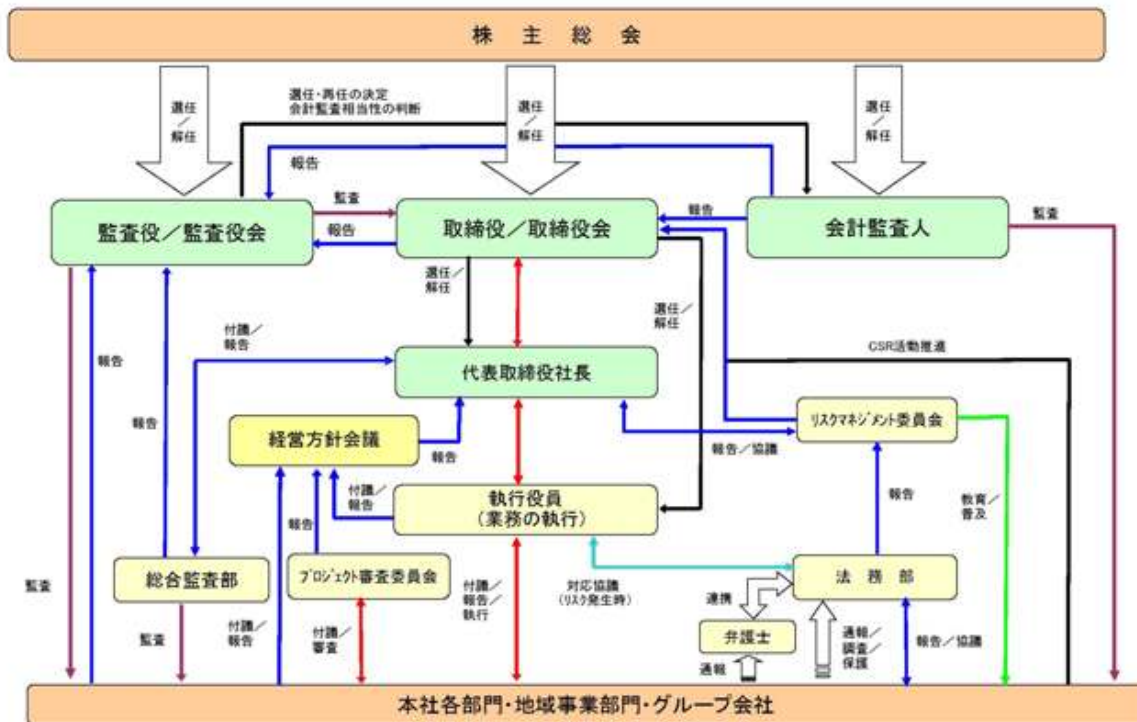 株 主 総 会
選任
／
解任
選任・再任の決定
会計監査相当性の判断
選任
／
解任
選任
／
解任
報告
監査役／監査役会
監査
報告
取締役／取締役会
報告
会計監査人
監査
選任／
解任
選任／
解任
付議／
報告
報告
CSR活動推進
代表取締役社長
報告
経営方針会議
報告
報告／協議
リスクマネジメント委員会
付議／
報告
執行役員
(業務の執行)
報告
報告
教育／
普及
監査
総合監査部
プロジェクト審査委員会
付議／
報告／
執行
対応協議
(リスク発生時)
法 務 部
連携
弁護士
監査
付議／
報告
付議／
審査
通報
通報／
調査／
保護
報告／協議
本社各部門・地域事業部門・グループ会社